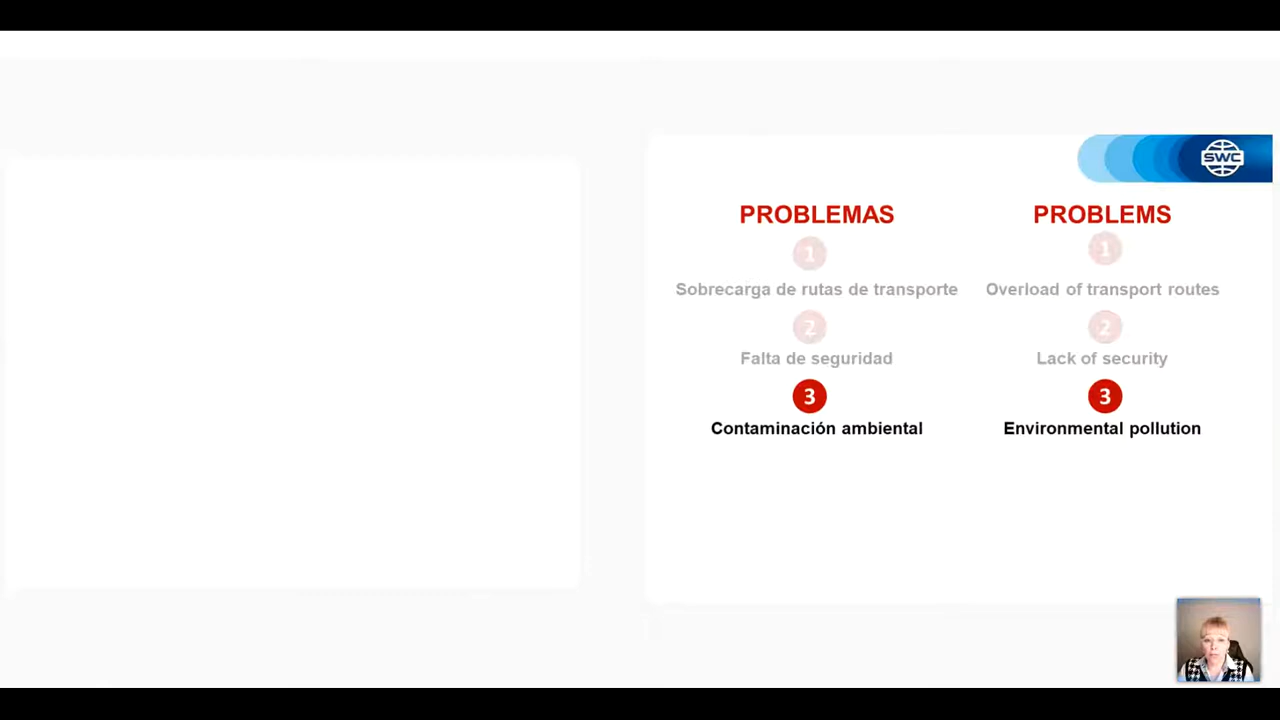 SWC
PROBLEMAS
1
Sobrecarga de rutas de transporte
2
Falta de seguridad
3
Contaminación ambiental
PROBLEMS
1
Overload of transport routes
2
Lack of security
3
Environmental pollution